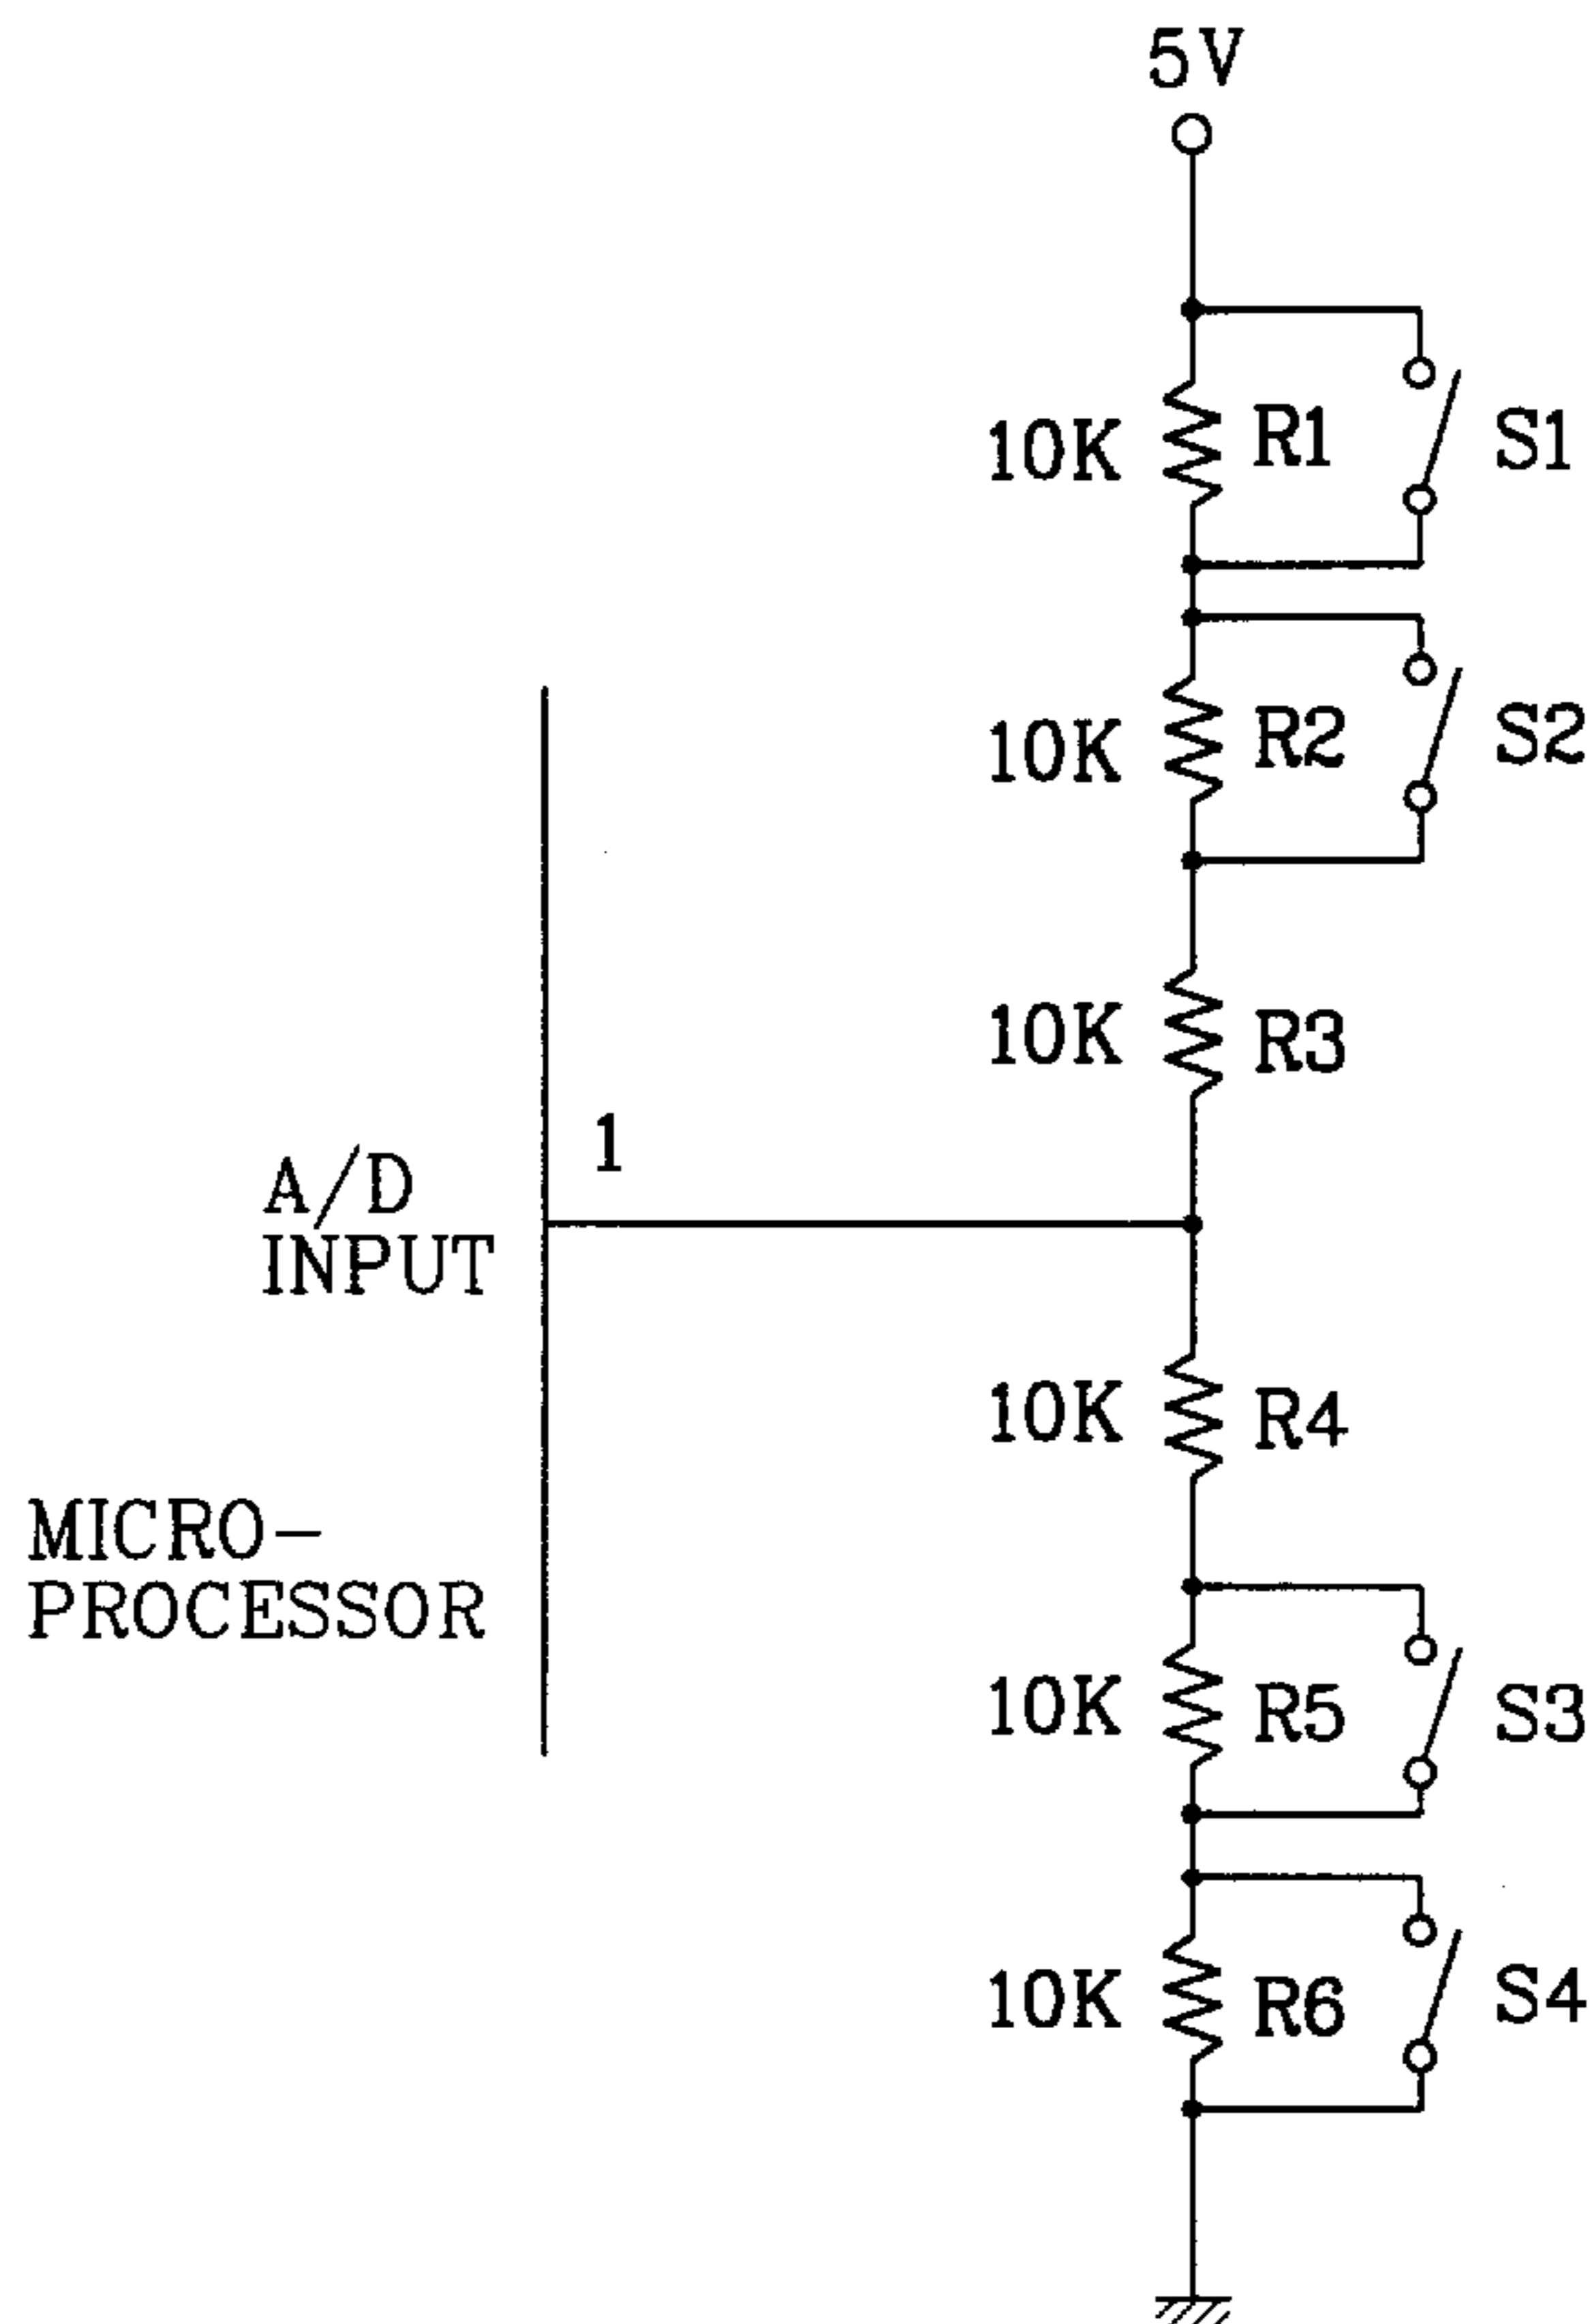 5V
10K R1 S1
10K R2 S2
10K R3
1
A/D
INPUT
10K R4
MICRO-
PROCESSOR
10K R5 S3
10K R6 S4